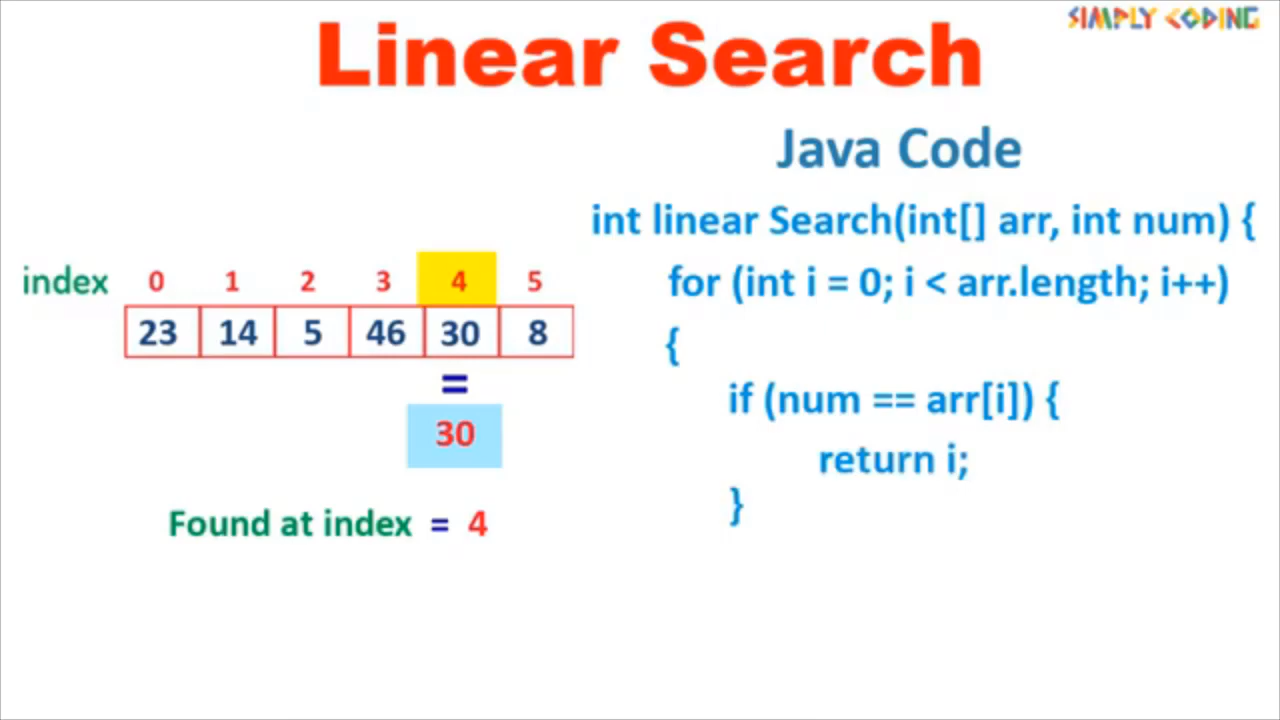 SIMPLY CODING
Linear Search
Java Code
int linear Search(int[] arr, int num) {
for (int i = 0; i < arr.length; i++)
{
if (num == arr[i]) {
return i;
}
index 0 1 2 3 4 5
23 14 5 46 30 8
=
30
Found at index = 4